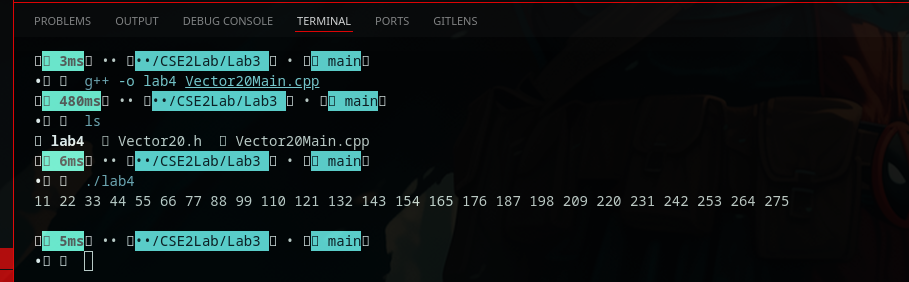 PROBLEMS OUTPUT DEBUG CONSOLE TERMINAL PORTS GITLENS
3ms •• ••/CSE2Lab/Lab3 • main
• g++ -o lab4 Vector20Main.cpp
480ms •• ••/CSE2Lab/Lab3 • main
• ls
lab4 Vector20.h Vector20Main.cpp
6ms •• ••/CSE2Lab/Lab3 • main
• ./lab4
11 22 33 44 55 66 77 88 99 110 121 132 143 154 165 176 187 198 209 220 231 242 253 264 275
5ms •• ••/CSE2Lab/Lab3 • main
•